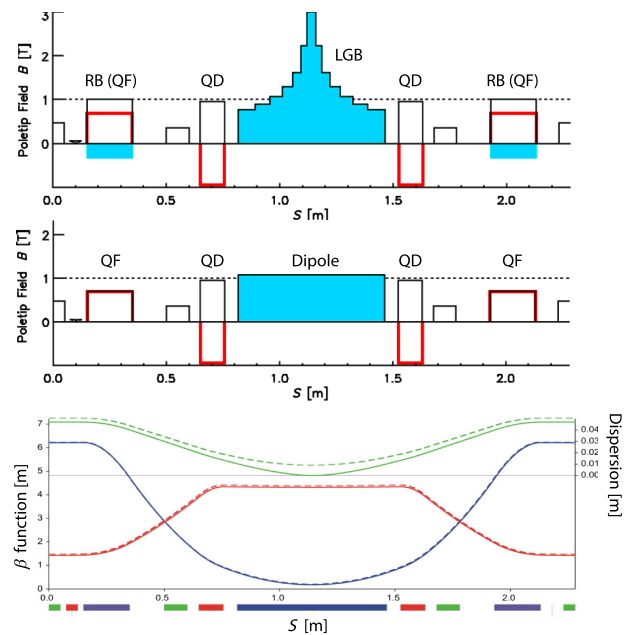 3
LGB
2
RB (QF) QD QD RB (QF)
1
0
Poletip Field B [T]
0.0 0.5 1.0 1.5 2.0
S [m]
2
QF QD Dipole QD QF
1
0
Poletip Field B [T]
0.0 0.5 1.0 1.5 2.0
S [m]
7
6
5
4
3
2
1
0
β function [m]
0.04
0.03
0.02
0.01
0.00
Dispersion [m]
0.0 0.5 1.0 1.5 2.0
S [m]